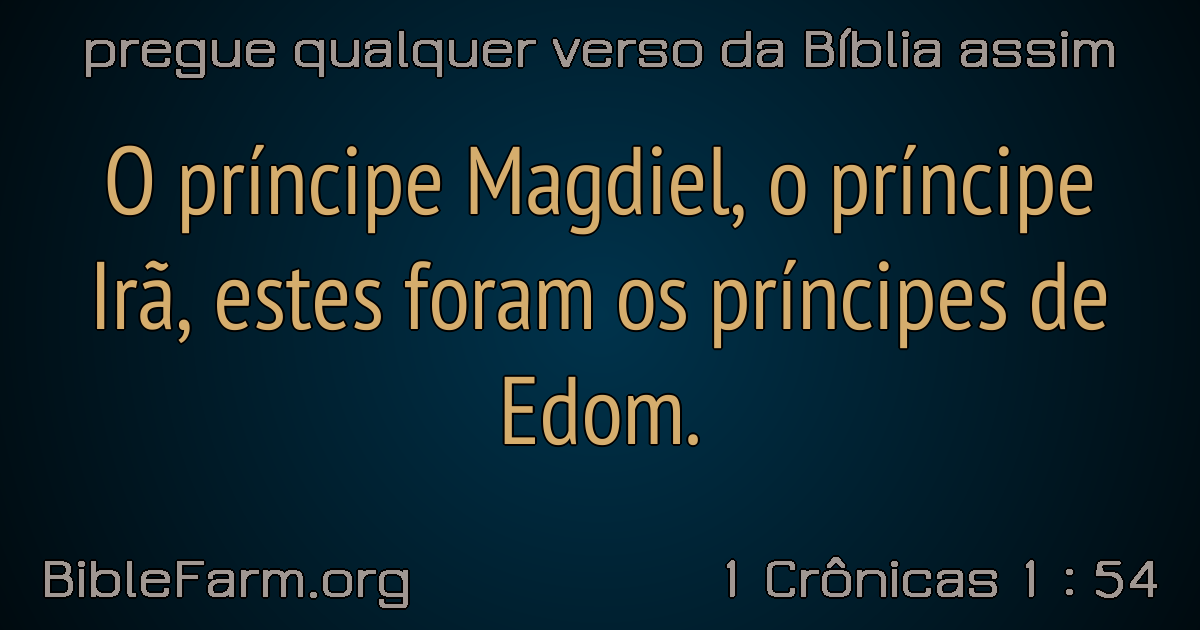 pregue qualquer verso da Bíblia assim
O príncipe Magdiel, o príncipe
Irã, estes foram os príncipes de
Edom.
BibleFarm.org
1 Crônicas 1 : 54